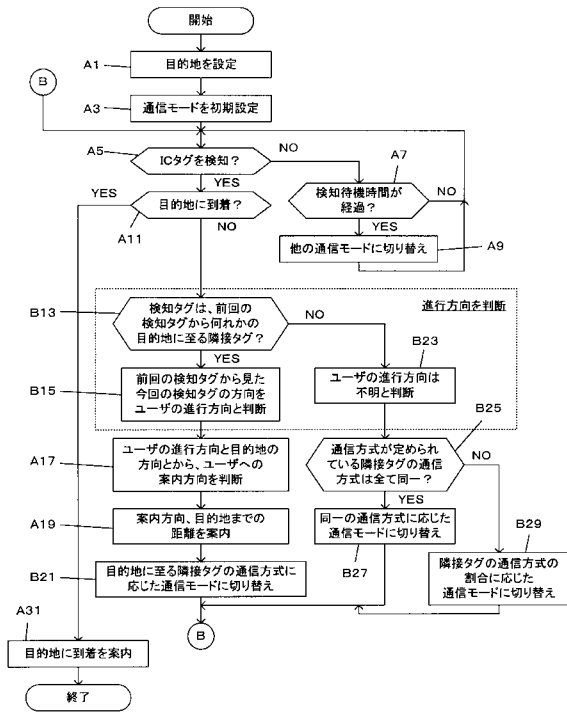 開始
A1
目的地を設定
B
A3
通信モードを初期設定
A5
ICタグを検知？
NO
YES
A7
検知待機時間が
経過？
NO
YES
YES
目的地に到着？
A11
NO
他の通信モードに切り替え
A9
進行方向を判断
B13
検知タグは、前回の
検知タグから何れかの
目的地に至る隣接タグ？
NO
YES
B23
B15
前回の検知タグから見た
今回の検知タグの方向を
ユーザの進行方向と判断
ユーザの進行方向は
不明と判断
B25
A17
ユーザの進行方向と目的地の
方向とから、ユーザへの
案内方向を判断
通信方式が定められ
ている隣接タグの通信
方式は全て同一？
NO
YES
A19
案内方向、目的地までの
距離を案内
同一の通信方式に応じた
通信モードに切り替え
B27
B29
B21
目的地に至る隣接タグの通信方式に
応じた通信モードに切り替え
隣接タグの通信方式の
割合に応じた
通信モードに切り替え
B
A31
目的地に到着を案内
終了